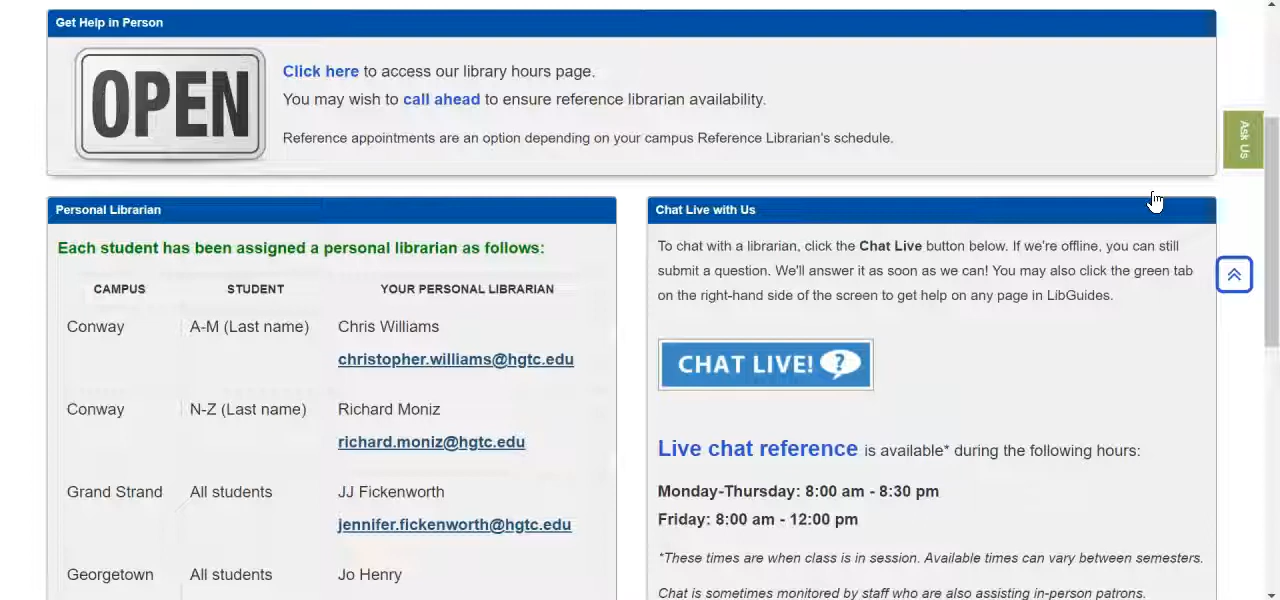 Get Help in Person
OPEN
Click here to access our library hours page.
You may wish to call ahead to ensure reference librarian availability.
Reference appointments are an option depending on your campus Reference Librarian's schedule.
Ask Us
Personal Librarian
Each student has been assigned a personal librarian as follows:
CAMPUS STUDENT YOUR PERSONAL LIBRARIAN
Conway A-M (Last name) Chris Williams
christopher.williams@hgtc.edu
Conway N-Z (Last name) Richard Moniz
richard.moniz@hgtc.edu
Grand Strand All students JJ Fickenworth
jennifer.fickenworth@hgtc.edu
Georgetown All students Jo Henry
Chat Live with Us
To chat with a librarian, click the Chat Live button below. If we're offline, you can still
submit a question. We'll answer it as soon as we can! You may also click the green tab
on the right-hand side of the screen to get help on any page in LibGuides.
CHAT LIVE! ?
Live chat reference is available* during the following hours:
Monday-Thursday: 8:00 am - 8:30 pm
Friday: 8:00 am - 12:00 pm
*These times are when class is in session. Available times can vary between semesters.
Chat is sometimes monitored by staff who are also assisting in-person patrons.